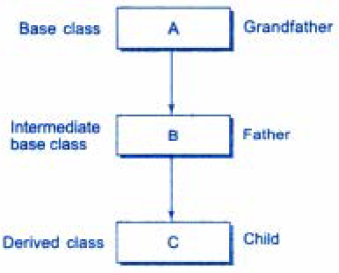 Base class A Grandfather
Intermediate
base class B Father
Derived class C Child